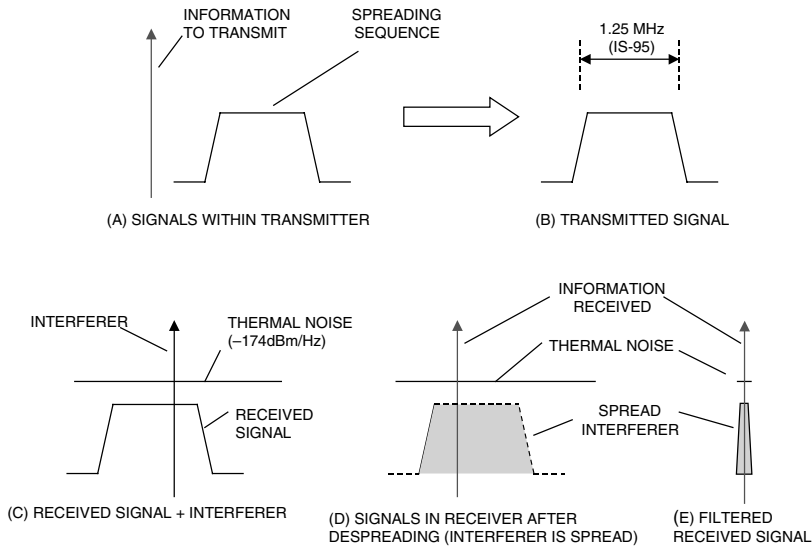 INFORMATION
TO TRANSMIT
SPREADING
SEQUENCE
1.25 MHz
(IS-95)
(A) SIGNALS WITHIN TRANSMITTER
(B) TRANSMITTED SIGNAL
INTERFERER
THERMAL NOISE
(–174dBm/Hz)
RECEIVED
SIGNAL
(C) RECEIVED SIGNAL + INTERFERER
INFORMATION
RECEIVED
THERMAL NOISE
SPREAD
INTERFERER
(D) SIGNALS IN RECEIVER AFTER
DESPREADING (INTERFERER IS SPREAD)
(E) FILTERED
RECEIVED SIGNAL